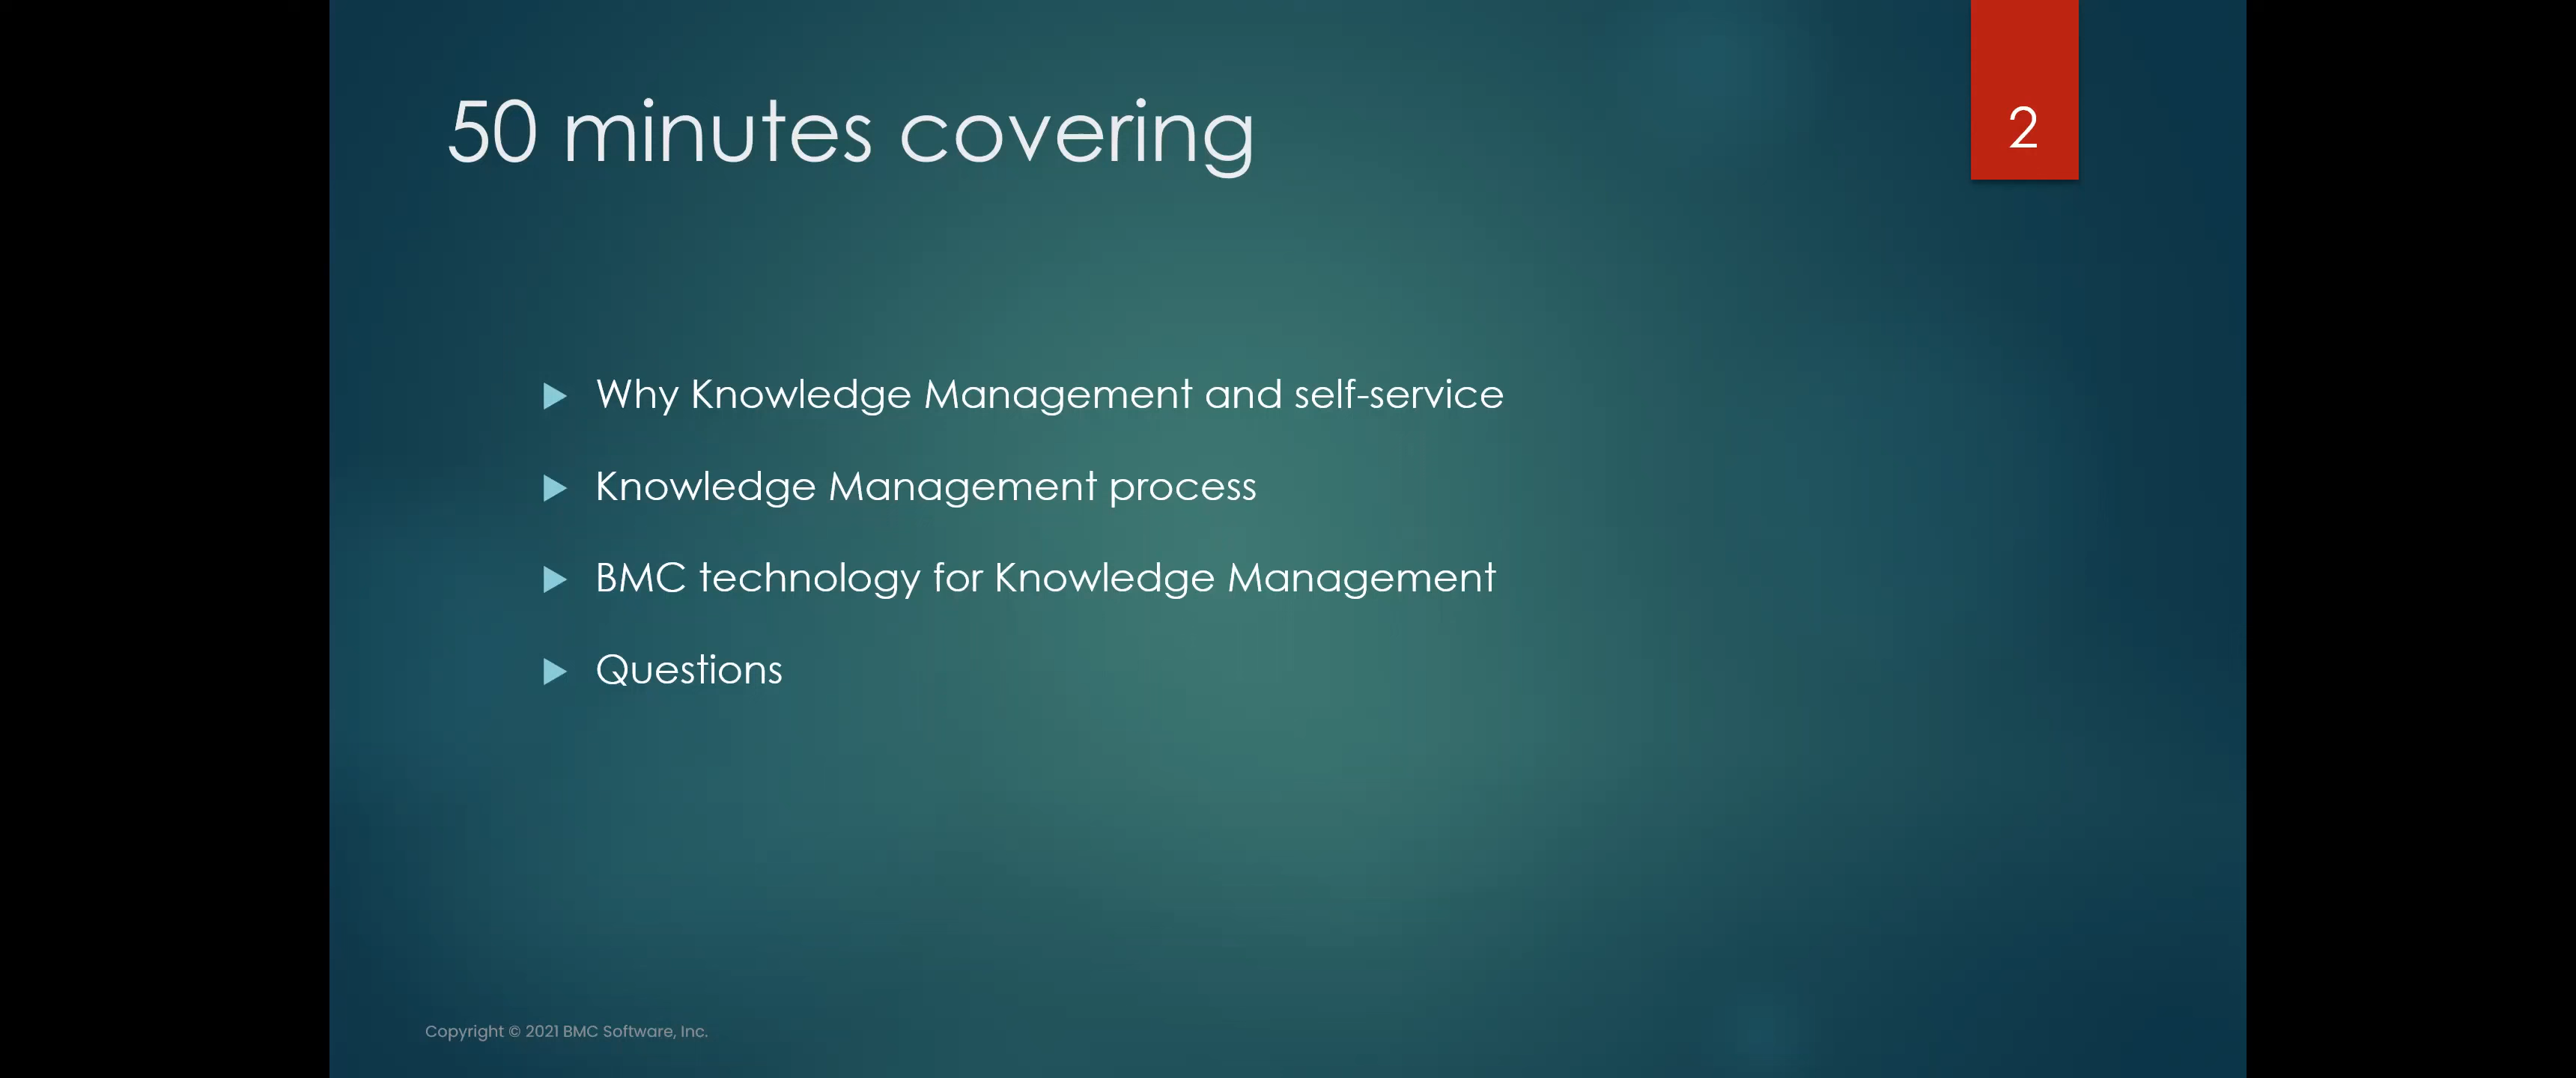 50 minutes covering
2
Why Knowledge Management and self-service
Knowledge Management process
BMC technology for Knowledge Management
Questions
Copyright © 2021 BMC Software, Inc.